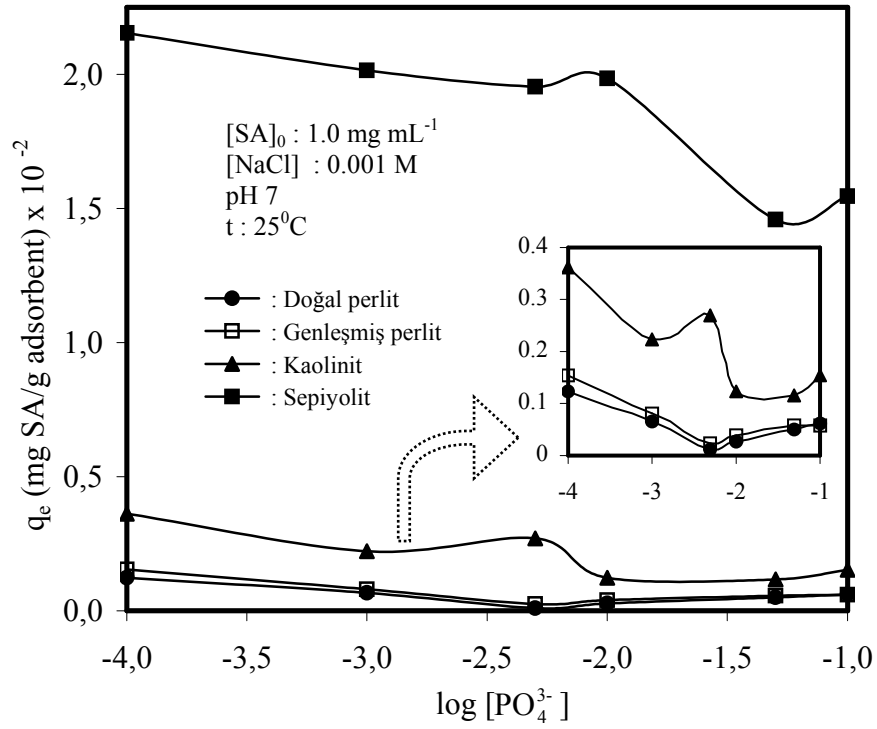 q_e (mg SA/g adsorbent) x 10^-2
2,0
1,5
1,0
0,5
0,0
[SA]_0 : 1.0 mg mL^-1
[NaCl] : 0.001 M
pH 7
t : 25^0C
: Doğal perlit
: Genleşmiş perlit
: Kaolinit
: Sepiyolit
0.4
0.3
0.2
0.1
0
-4 -3 -2 -1
-4,0 -3,5 -3,0 -2,5 -2,0 -1,5 -1,0
log [PO_4^3-]